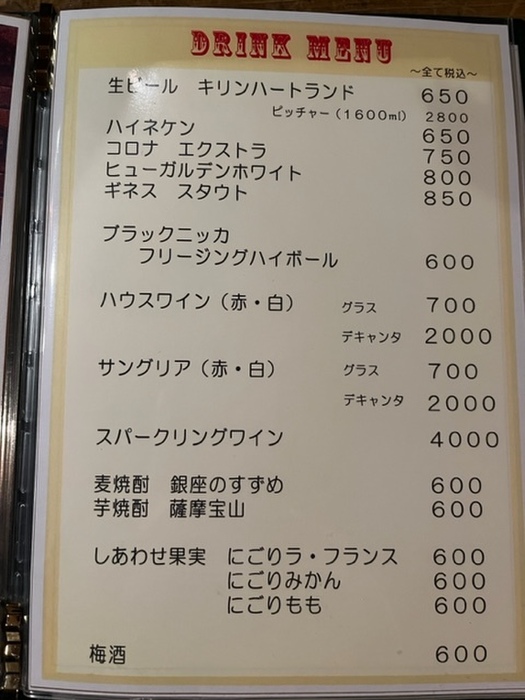 DRINK MENU
～全て税込～
生ビール　キリンハートランド　650
ピッチャー（1600ml）　2800
ハイネケン　650
コロナ　エクストラ　750
ヒューガルデンホワイト　800
ギネス　スタウト　850
ブラックニッカ
フリージングハイボール　600
ハウスワイン（赤・白）　グラス　700
デキャンタ　2000
サングリア（赤・白）　グラス　700
デキャンタ　2000
スパークリングワイン　4000
麦焼酎　銀座のすずめ　600
芋焼酎　薩摩宝山　600
しあわせ果実　にごりラ・フランス　600
にごりみかん　600
にごりもも　600
梅酒　600